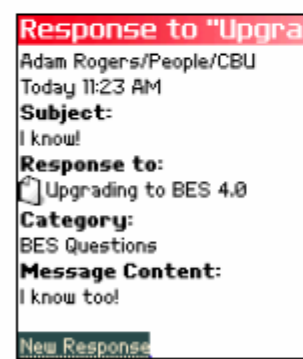 Response to "Upgra
Adam Rogers/People/CBU
Today 11:23 AM
Subject:
I know!
Response to:
Upgrading to BES 4.0
Category:
BES Questions
Message Content:
I know too!
New Response